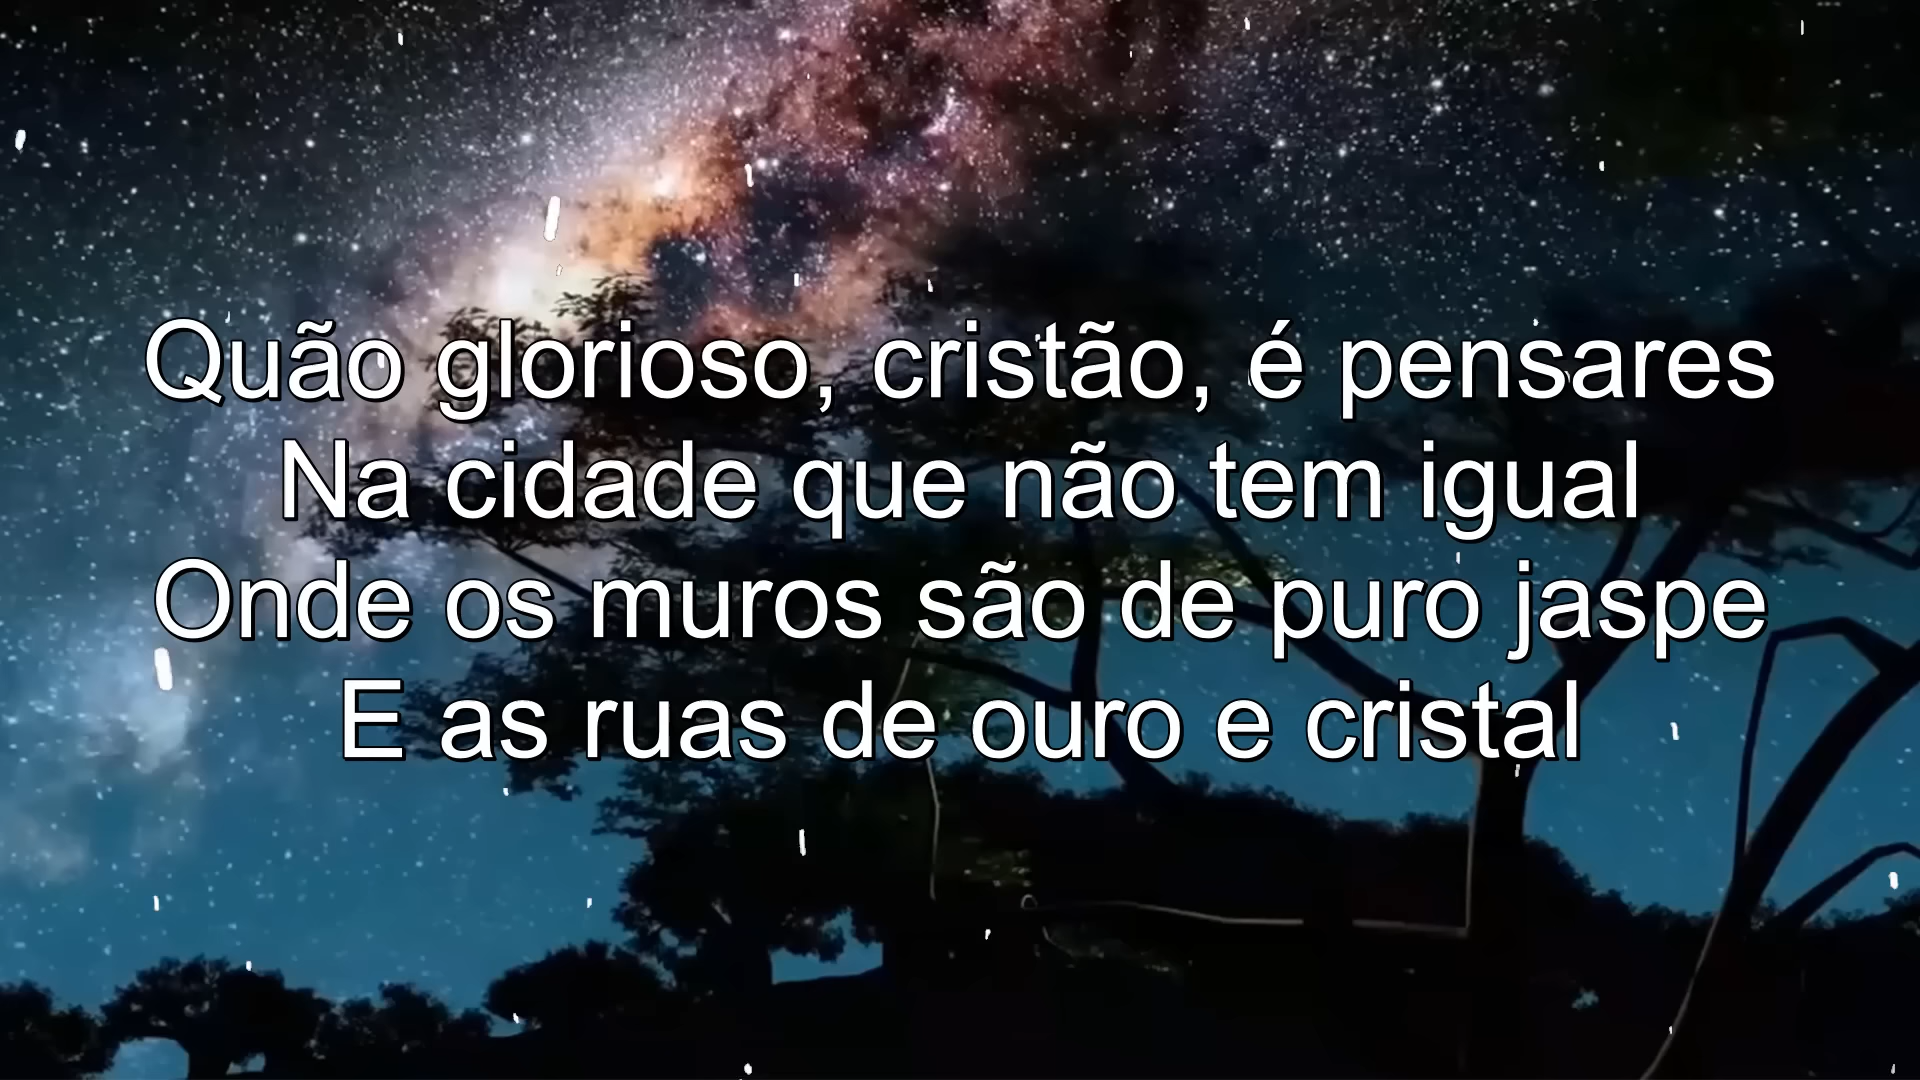 Quão glorioso, cristão, é pensares
Na cidade que não tem igual
Onde os muros são de puro jaspe
E as ruas de ouro e cristal